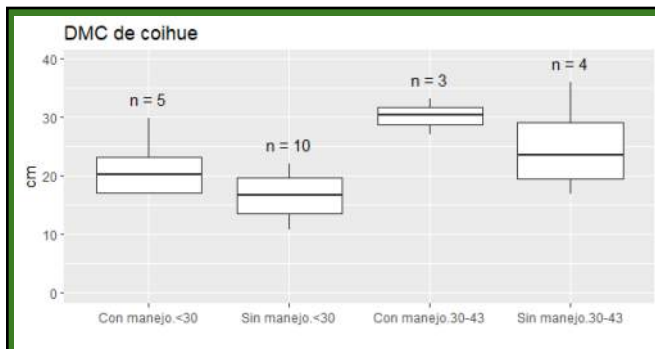 DMC de coihue
40
n = 4
n = 3
n = 5
30
n = 10
cm
20
10
0
Con manejo.<30
Sin manejo.<30
Con manejo.30-43
Sin manejo.30-43